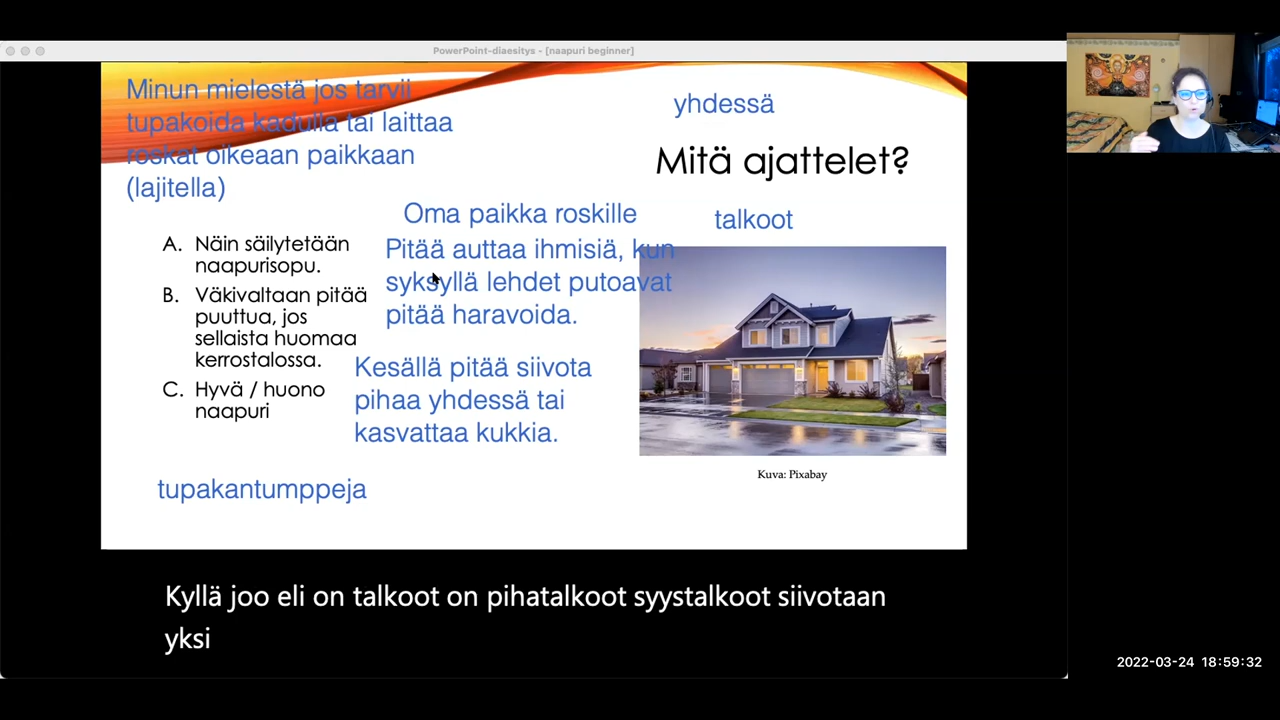 PowerPoint-diaesitys - [naapuri beginner]
Minun mielestä jos tarvii
tupakoida kadulla tai laittaa
roskat oikeaan paikkaan
(lajitella)
yhdessä
Mitä ajattelet?
Oma paikka roskille
talkoot
Pitää auttaa ihmisiä, kun
syksyllä lehdet putoavat
pitää haravoida.
A. Näin säilytetään
naapurisopu.
B. Väkivaltaan pitää
puuttua, jos
sellaista huomaa
kerrostalossa.
C. Hyvä / huono
naapuri
Kesällä pitää siivota
pihaa yhdessä tai
kasvattaa kukkia.
Kuva: Pixabay
tupakantumppeja
Kyllä joo eli on talkoot on pihatalkoot syystalkoot siivotaan
yksi
2022-03-24 18:59:32